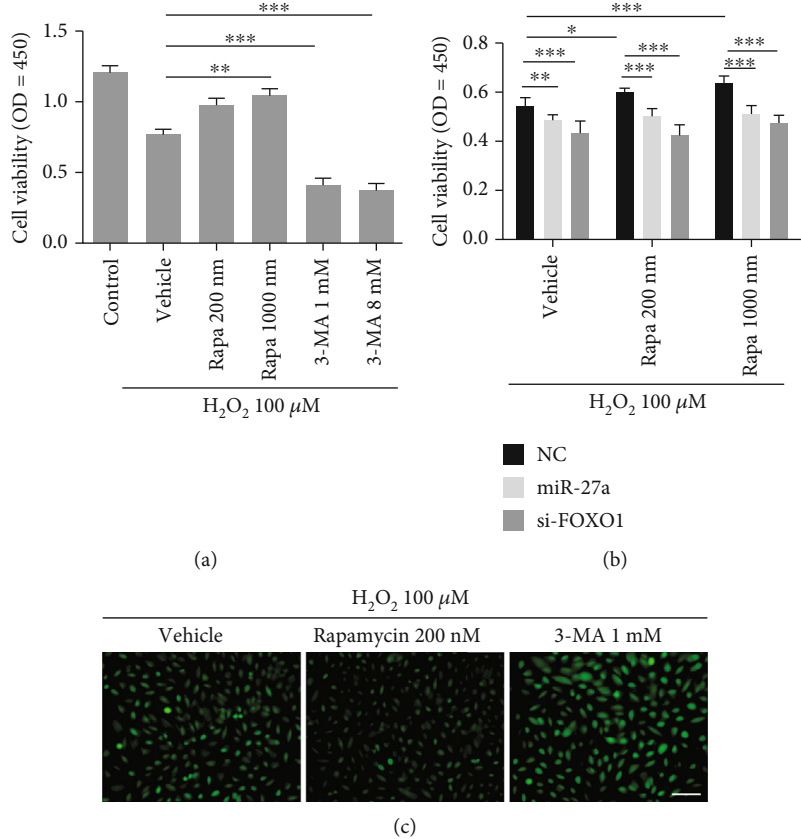 (a)
Cell viability (OD = 450)
1.5
1.0
0.5
0.0
***
***
**
Control
Vehicle
Rapa 200 nm
Rapa 1000 nm
3-MA 1 mM
3-MA 8 mM
H₂O₂ 100 μM
(b)
Cell viability (OD = 450)
0.8
0.6
0.4
0.2
0.0
***
*
***
**
***
***
***
***
Vehicle
Rapa 200 nm
Rapa 1000 nm
H₂O₂ 100 μM
NC
miR-27a
si-FOXO1
H₂O₂ 100 μM
Vehicle
Rapamycin 200 nM
3-MA 1 mM
(c)